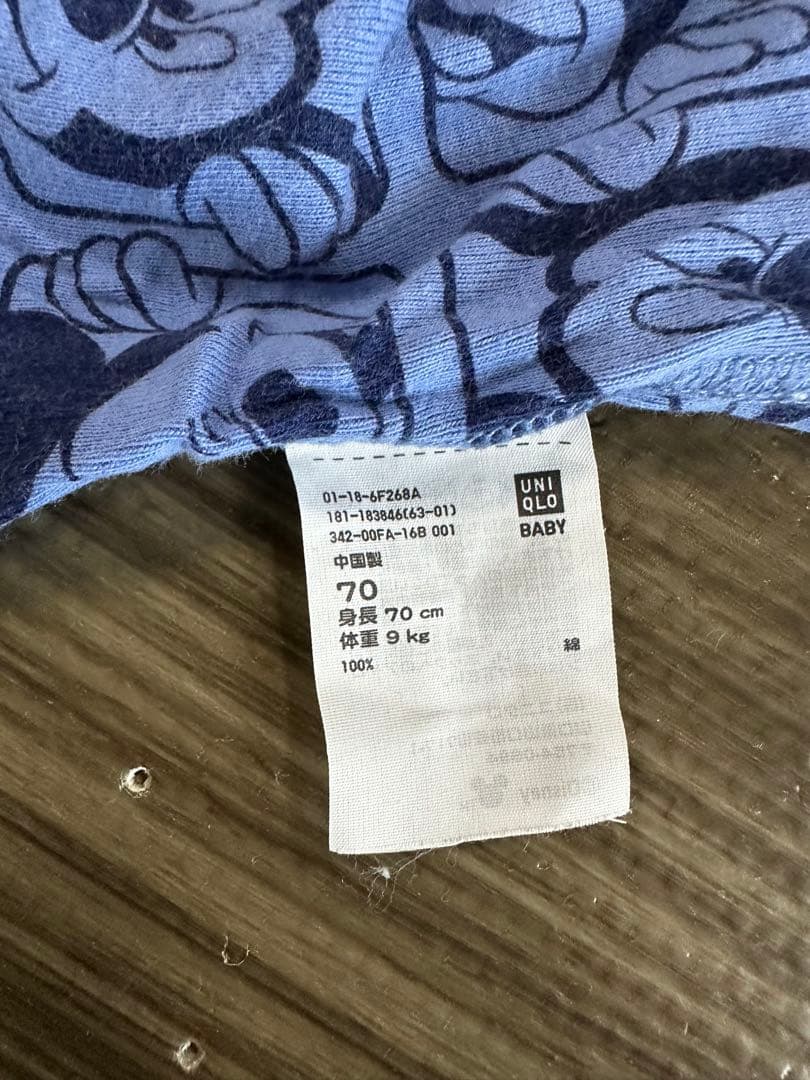 01-18-6F268A
181-183846(63-01)
342-00FA-16B 001
UNI
QLO
BABY
中国製
70
身長 70 cm
体重 9 kg
綿
100%
Disney